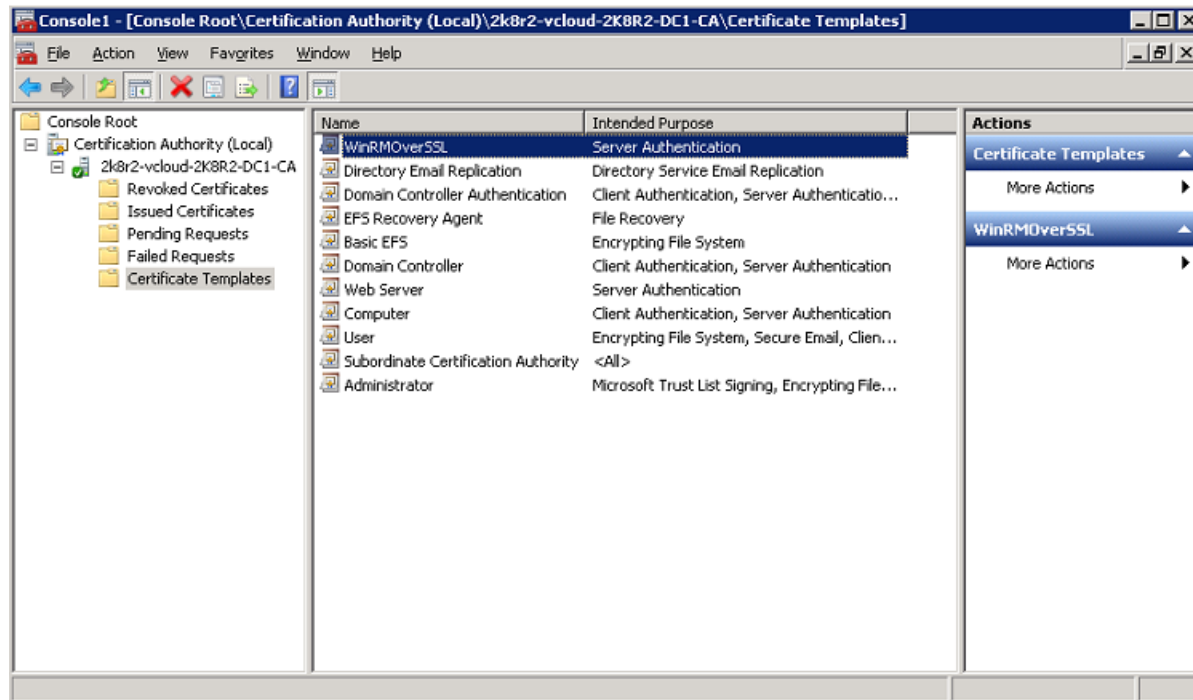 Console1 - [Console Root\Certification Authority (Local)\2k8r2-vcloud-2K8R2-DC1-CA\Certificate Templates]
File Action View Favorites Window Help
Console Root
Certification Authority (Local)
2k8r2-vcloud-2K8R2-DC1-CA
Revoked Certificates
Issued Certificates
Pending Requests
Failed Requests
Certificate Templates
Name Intended Purpose
WinRMOverSSL Server Authentication
Directory Email Replication Directory Service Email Replication
Domain Controller Authentication Client Authentication, Server Authenticatio...
EFS Recovery Agent File Recovery
Basic EFS Encrypting File System
Domain Controller Client Authentication, Server Authentication
Web Server Server Authentication
Computer Client Authentication, Server Authentication
User Encrypting File System, Secure Email, Clien...
Subordinate Certification Authority <All>
Administrator Microsoft Trust List Signing, Encrypting File...
Actions
Certificate Templates
More Actions
WinRMOverSSL
More Actions